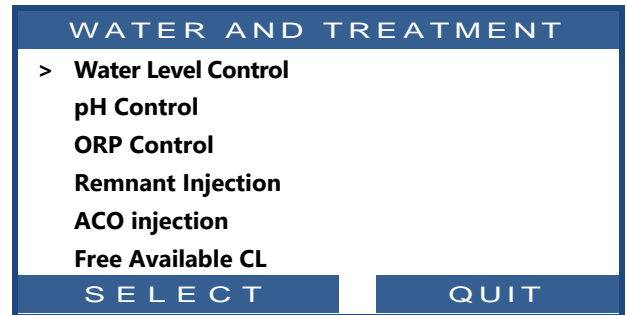 WATER AND TREATMENT
> Water Level Control
pH Control
ORP Control
Remnant Injection
ACO injection
Free Available CL
SELECT QUIT